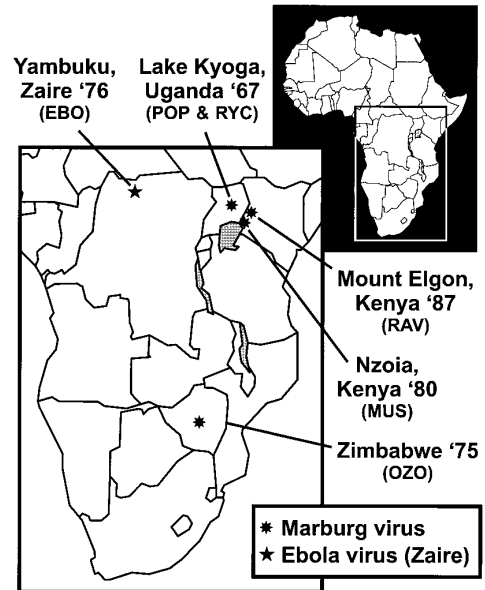 Yambuku,
Zaire '76
(EBO)
Lake Kyoga,
Uganda '67
(POP & RYC)
Mount Elgon,
Kenya '87
(RAV)
Nzoia,
Kenya '80
(MUS)
Zimbabwe '75
(OZO)
Marburg virus
Ebola virus (Zaire)